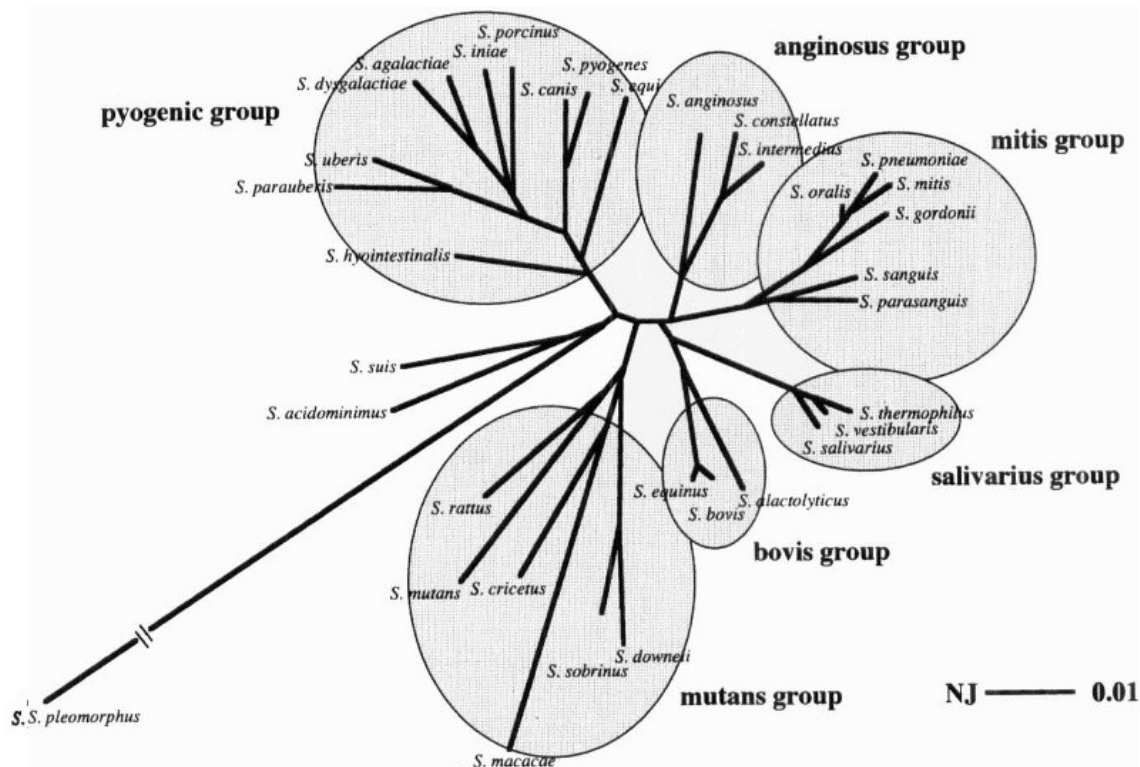 S. porcinus
S. iniae
anginosus group
S. agalactiae
S. pyogenes
S. dysgalactiae
S. canis
S. equi
pyogenic group
S. anginosus
S. constellatus
mitis group
S. intermedius
S. pneumoniae
S. uberis
S. oralis
S. mitis
S. parauberis
S. gordonii
S. hyointestinalis
S. sanguis
S. parasanguis
S. suis
S. acidominimus
S. thermophilus
S. vestibularis
S. salivarius
salivarius group
S. equinus
S. alactolyticus
S. rattus
S. bovis
bovis group
S. mutans
S. cricetus
S. downeii
S. sobrinus
mutans group
NJ 0.01
S. S. pleomorphus
S. macacae